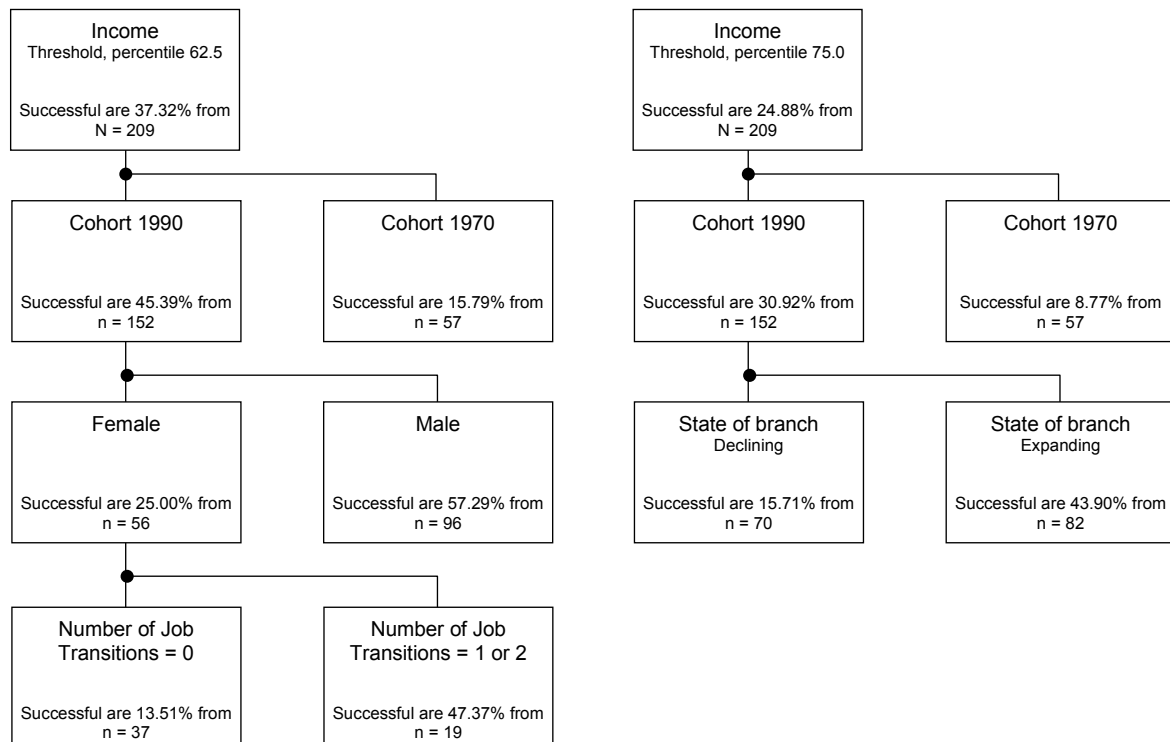 Income
Threshold, percentile 62.5
Successful are 37.32% from
N = 209
Cohort 1990
Successful are 45.39% from
n = 152
Cohort 1970
Successful are 15.79% from
n = 57
Female
Successful are 25.00% from
n = 56
Male
Successful are 57.29% from
n = 96
Number of Job
Transitions = 0
Successful are 13.51% from
n = 37
Number of Job
Transitions = 1 or 2
Successful are 47.37% from
n = 19
Income
Threshold, percentile 75.0
Successful are 24.88% from
N = 209
Cohort 1990
Successful are 30.92% from
n = 152
Cohort 1970
Successful are 8.77% from
n = 57
State of branch
Declining
Successful are 15.71% from
n = 70
State of branch
Expanding
Successful are 43.90% from
n = 82